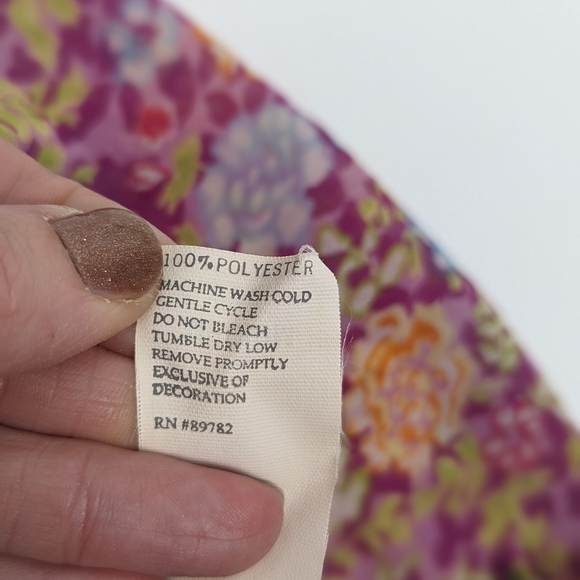 100% POLYESTER
MACHINE WASH COLD
GENTLE CYCLE
DO NOT BLEACH
TUMBLE DRY LOW
REMOVE PROMPTLY
EXCLUSIVE OF
DECORATION
RN #89782